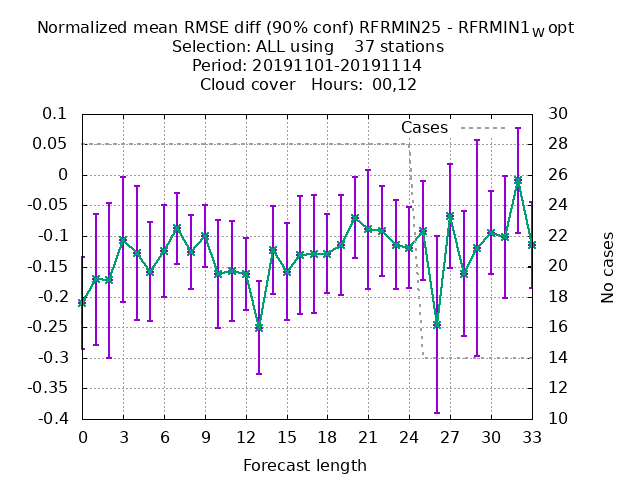 Normalized mean RMSE diff (90% conf) RFRMIN25 - RFRMIN1wopt
Selection: ALL using 37 stations
Period: 20191101-20191114
Cloud cover Hours: 00,12
Cases
0.1
0.05
0
-0.05
-0.1
-0.15
-0.2
-0.25
-0.3
-0.35
-0.4
30
28
26
24
22
20
18
16
14
12
10
No cases
0 3 6 9 12 15 18 21 24 27 30 33
Forecast length